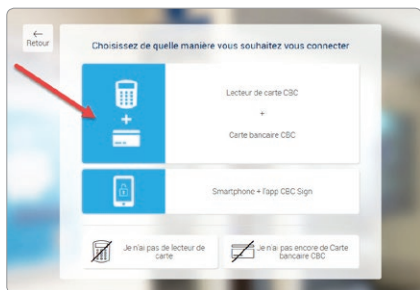 ←
Retour
Choisissez de quelle manière vous souhaitez vous connecter
Lecteur de carte CBC
+
+
Carte bancaire CBC
Smartphone + l'app CBC Sign
Je n'ai pas de lecteur de
carte
Je n'ai pas encore de Carte
bancaire CBC